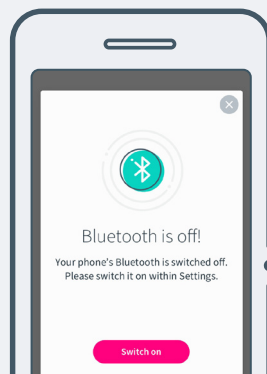 Bluetooth is off!
Your phone's Bluetooth is switched off.
Please switch it on within Settings.
Switch on